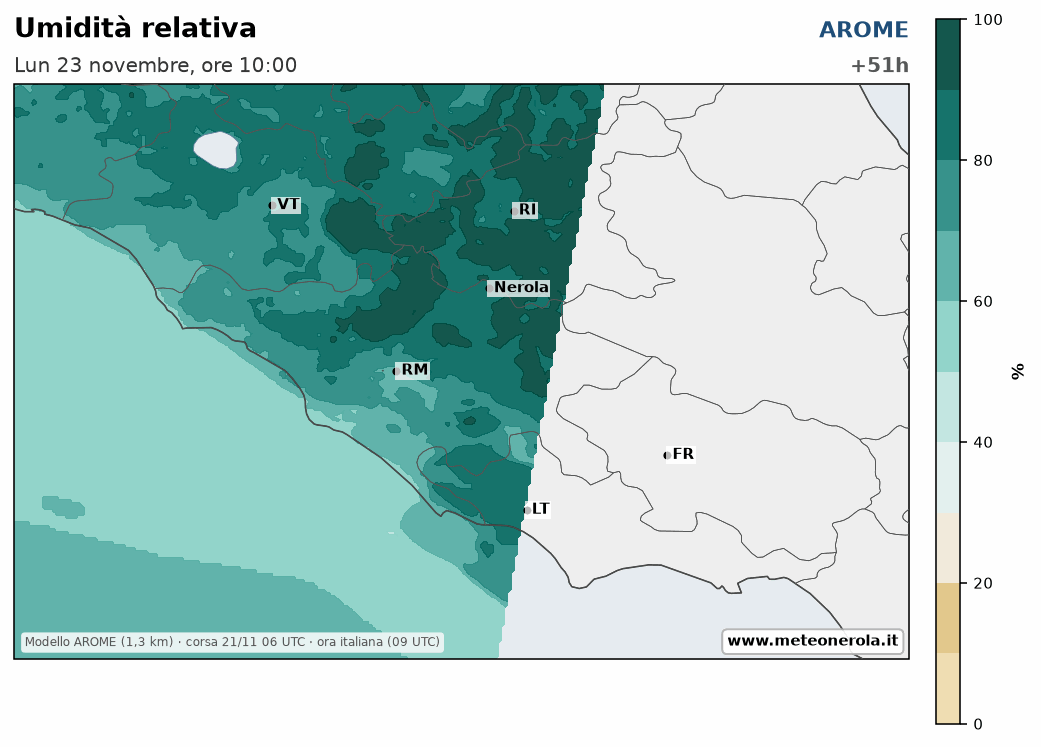 Umidità relativa
AROME
Lun 23 novembre, ore 10:00
+51h
VT
RI
Nerola
RM
FR
LT
Modello AROME (1,3 km) · corsa 21/11 06 UTC · ora italiana (09 UTC)
www.meteonerola.it
100
80
60
40
20
0
%